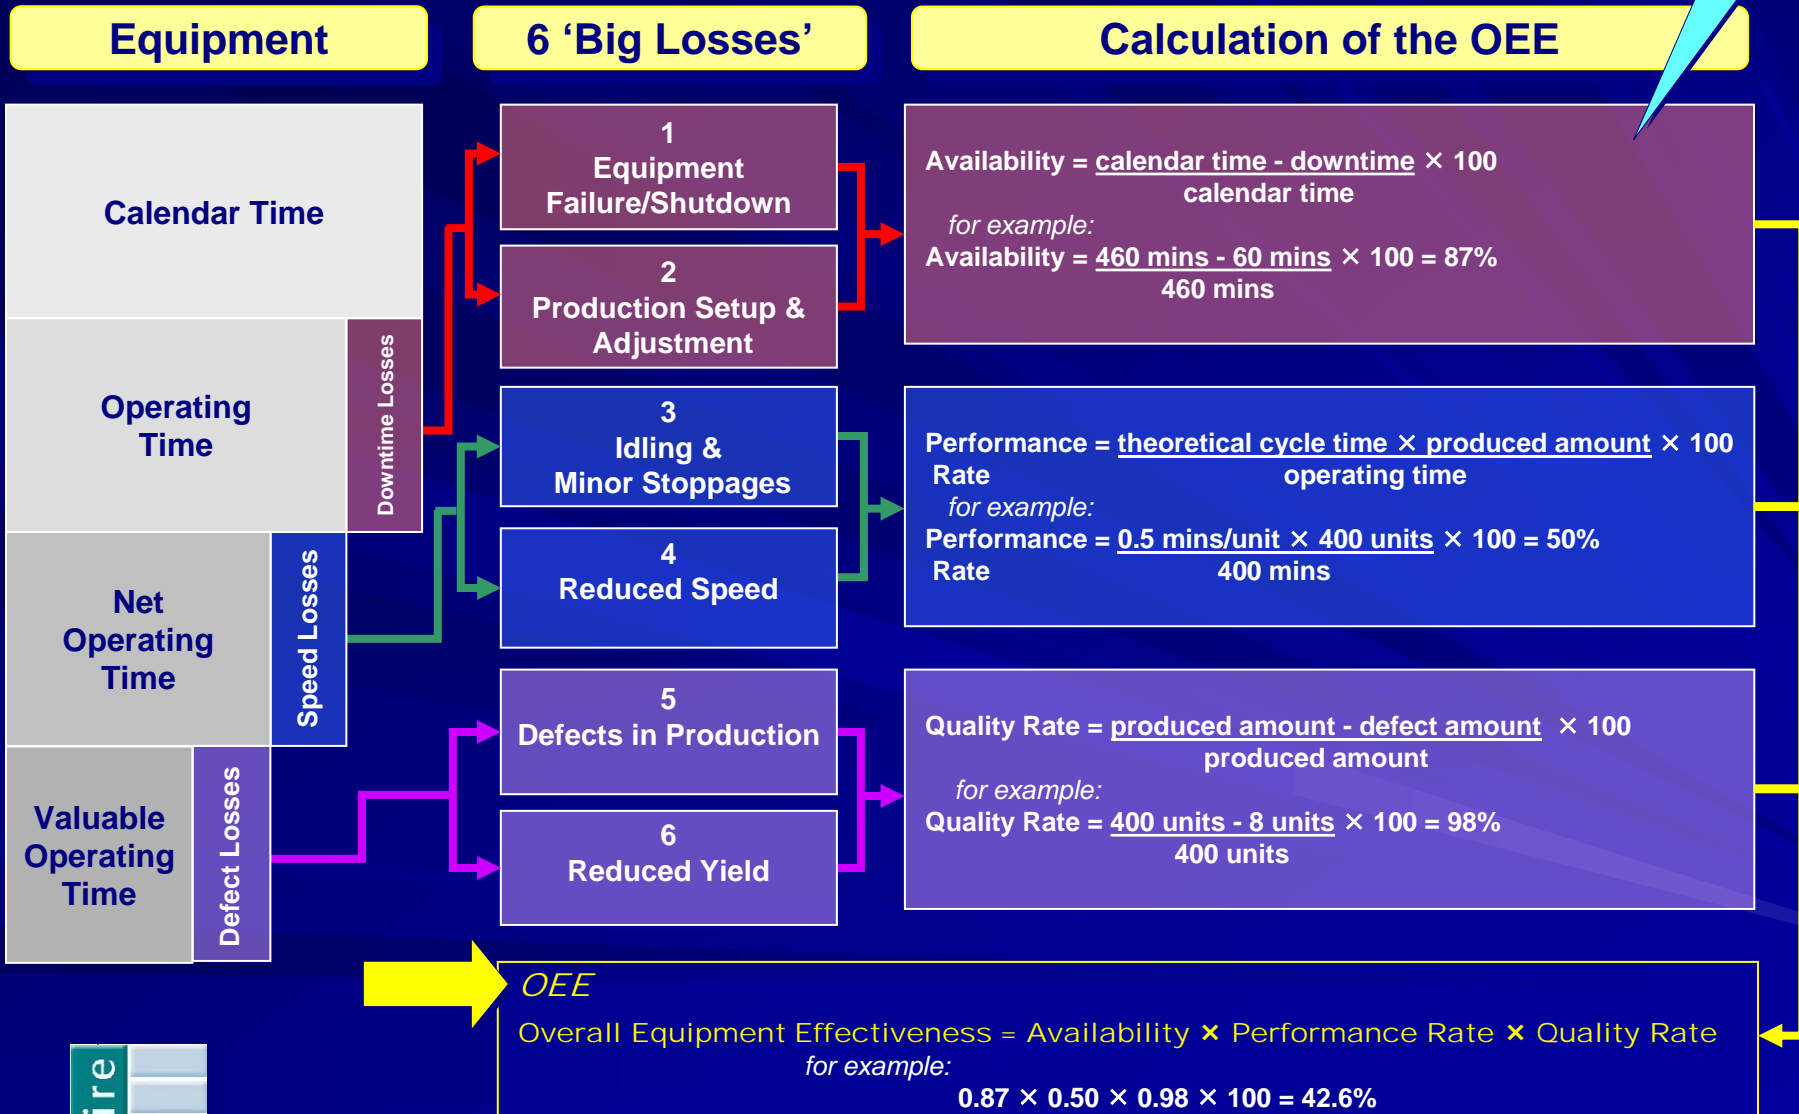 Equipment
6 ‘Big Losses’
Calculation of the OEE
Calendar Time
Operating
Time
Downtime Losses
Net
Operating
Time
Speed Losses
Valuable
Operating
Time
Defect Losses
1
Equipment
Failure/Shutdown
2
Production Setup &
Adjustment
3
Idling &
Minor Stoppages
4
Reduced Speed
5
Defects in Production
6
Reduced Yield
Availability = calendar time - downtime × 100
calendar time
for example:
Availability = 460 mins - 60 mins × 100 = 87%
460 mins
Performance = theoretical cycle time × produced amount × 100
Rate operating time
for example:
Performance = 0.5 mins/unit × 400 units × 100 = 50%
Rate 400 mins
Quality Rate = produced amount - defect amount × 100
produced amount
for example:
Quality Rate = 400 units - 8 units × 100 = 98%
400 units
OEE
Overall Equipment Effectiveness = Availability × Performance Rate × Quality Rate
for example:
0.87 × 0.50 × 0.98 × 100 = 42.6%